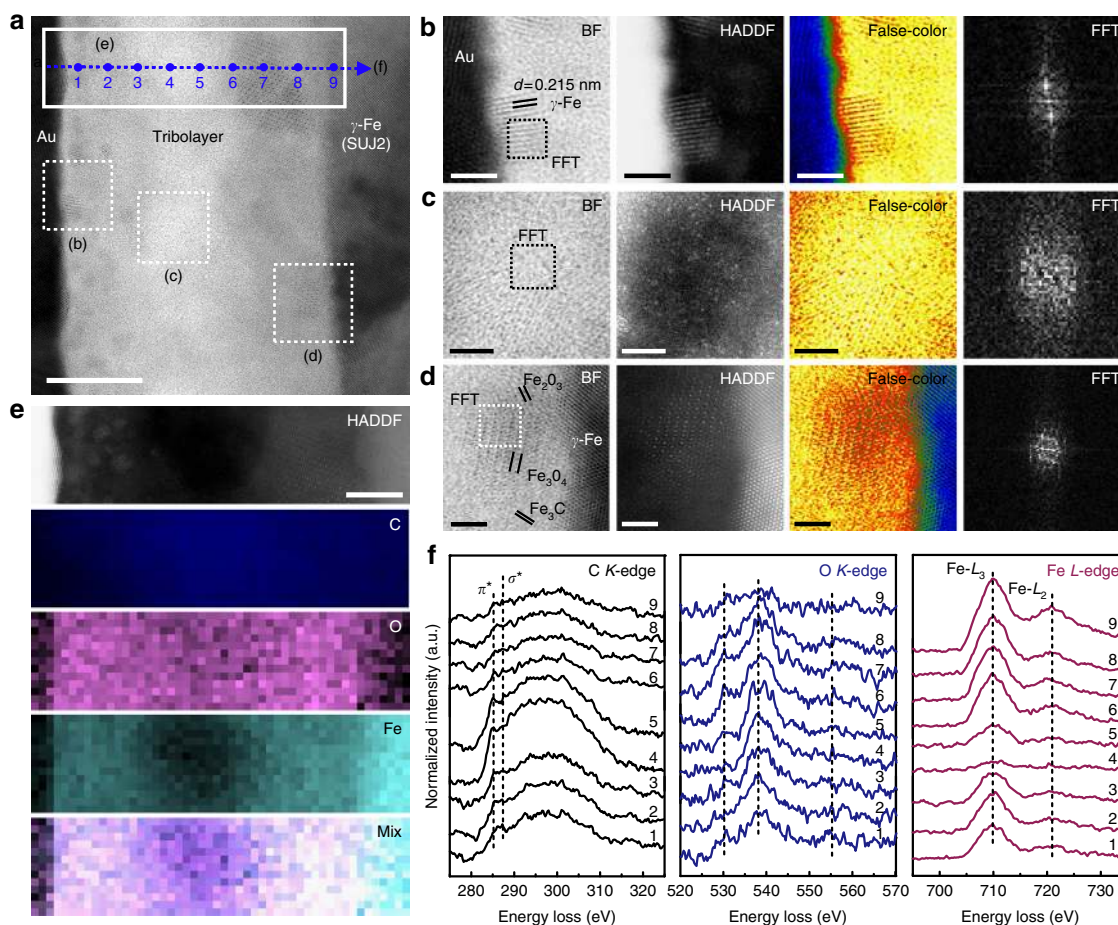 a
(e)
1 2 3 4 5 6 7 8 9
(f)
Au
Tribolayer
γ-Fe
(SUJ2)
(b)
(c)
(d)
b
BF
Au
d=0.215 nm
γ-Fe
FFT
HADDF
False-color
FFT
c
BF
FFT
HADDF
False-color
FFT
d
BF
Fe₂0₃
FFT
γ-Fe
Fe₃0₄
Fe₃C
HADDF
False-color
FFT
e
HADDF
C
O
Fe
Mix
f
Normalized intensity (a.u.)
C K-edge
π* σ*
9
8
7
6
5
4
3
2
1
280 290 300 310 320
Energy loss (eV)
O K-edge
9
8
7
6
5
4
3
2
1
520 530 540 550 560 570
Energy loss (eV)
Fe L-edge
Fe-L₃
Fe-L₂
9
8
7
6
5
4
3
2
1
700 710 720 730
Energy loss (eV)